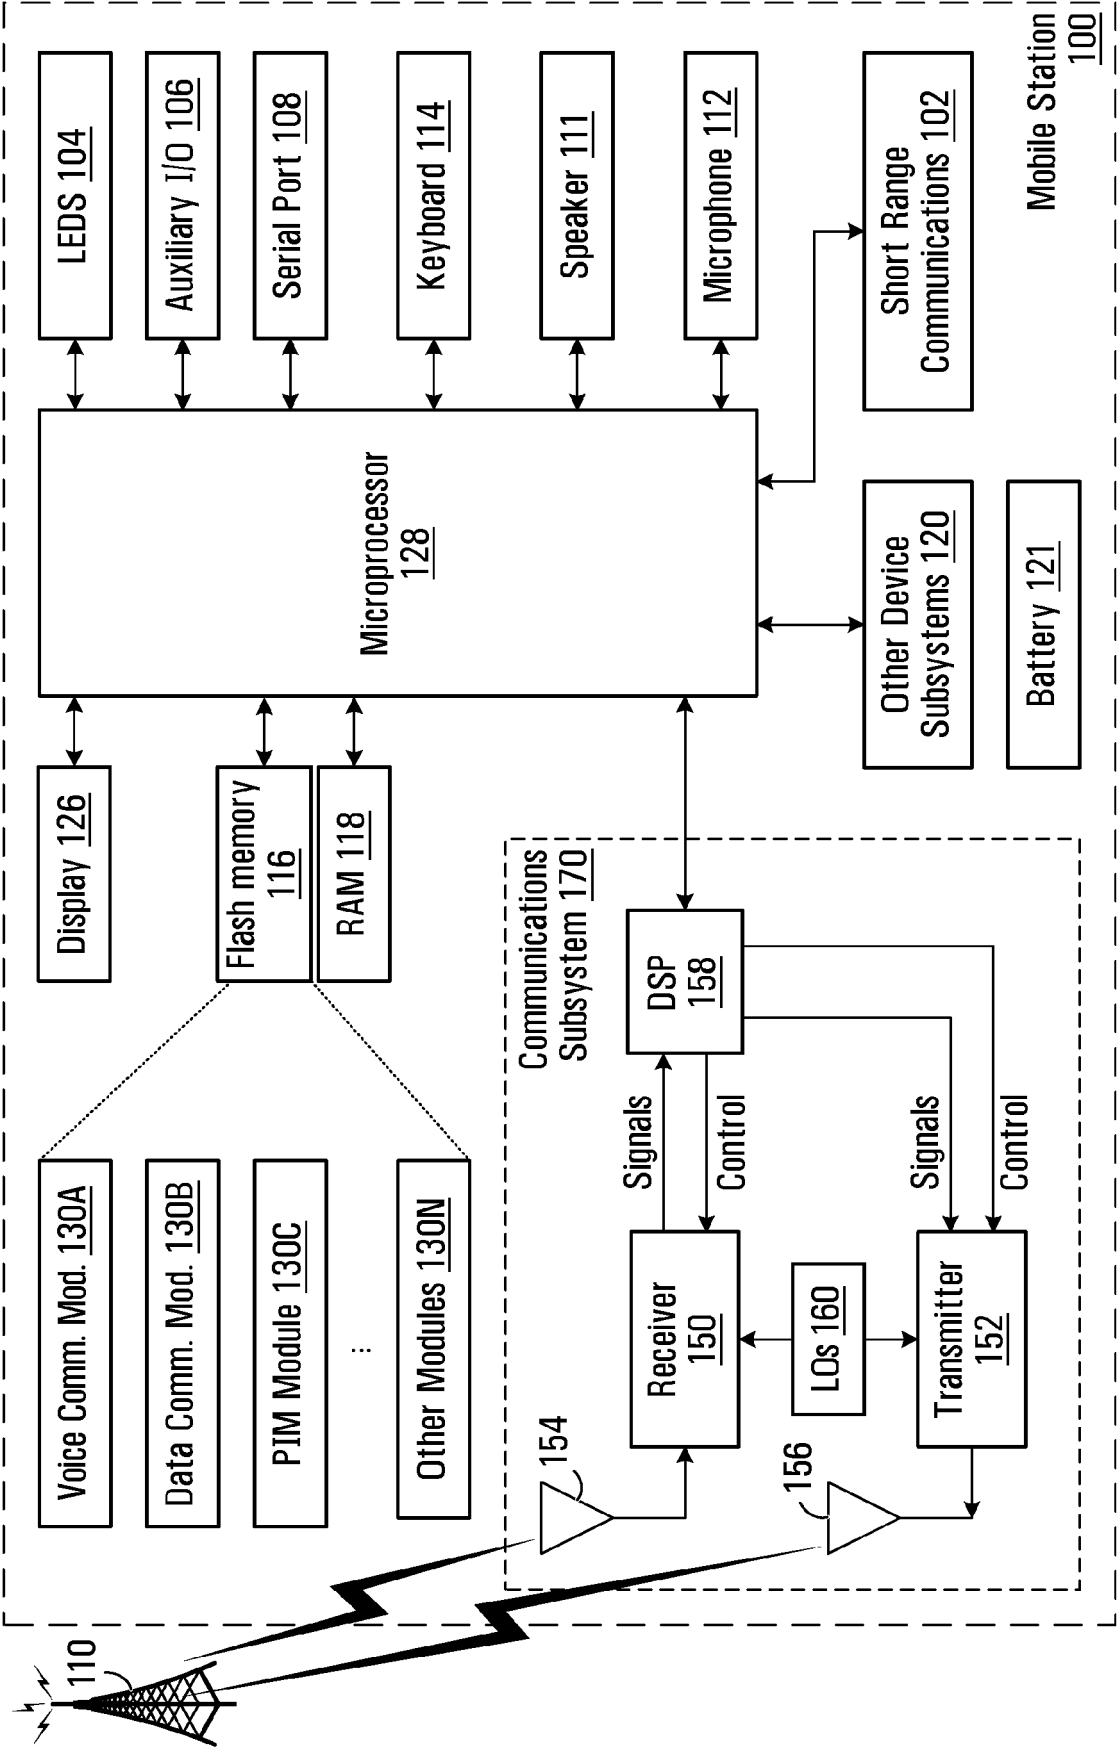 Mobile Station
100
LEDS 104
Auxiliary I/O 106
Serial Port 108
Keyboard 114
Speaker 111
Microphone 112
Short Range
Communications 102
Microprocessor
128
Other Device
Subsystems 120
Battery 121
Display 126
Flash memory
116
RAM 118
Voice Comm. Mod. 130A
Data Comm. Mod. 130B
PIM Module 130C
...
Other Modules 130N
Communications
Subsystem 170
DSP
158
Signals
Control
Signals
Control
Receiver
150
LOs 160
Transmitter
152
154
156
110